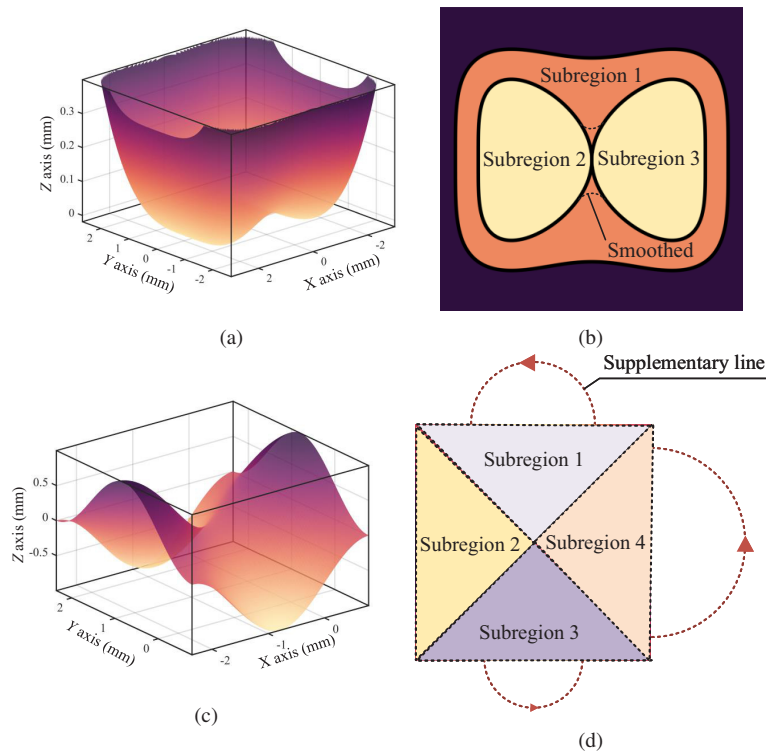 0.3
0.2
0.1
0
Z axis (mm)
2
1
0
-1
-2
Y axis (mm)
2
0
-2
X axis (mm)
(a)
Subregion 1
Subregion 2
Subregion 3
Smoothed
(b)
0.5
0
-0.5
Z axis (mm)
2
1
0
Y axis (mm)
-2
-1
0
X axis (mm)
(c)
Supplementary line
Subregion 1
Subregion 2
Subregion 4
Subregion 3
(d)